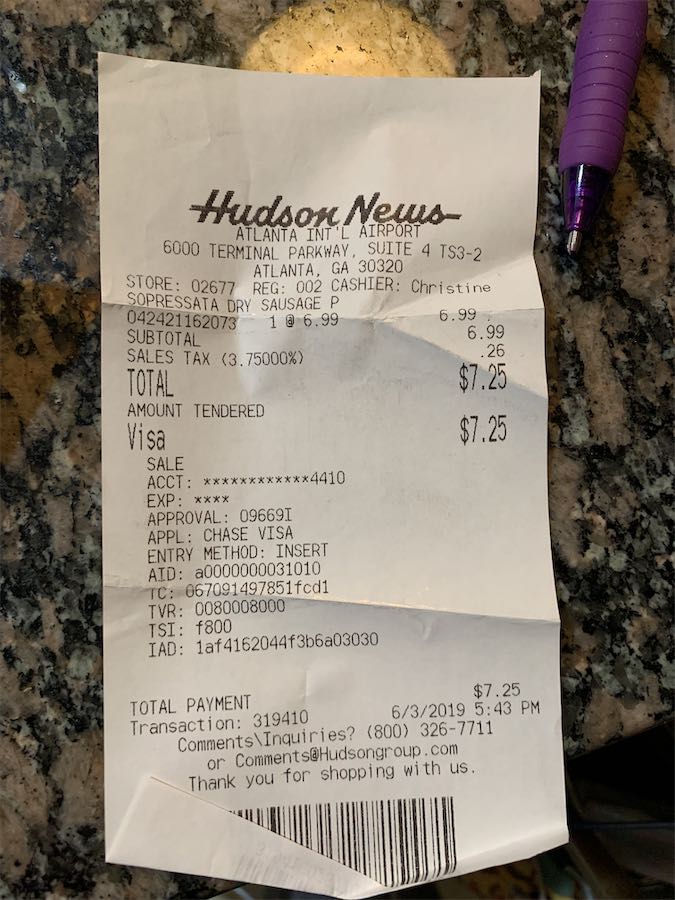 Hudson News
ATLANTA INT'L AIRPORT
6000 TERMINAL PARKWAY, SUITE 4 TS3-2
ATLANTA, GA 30320
STORE: 02677 REG: 002 CASHIER: Christine
SOPRESSATA DRY SAUSAGE P
042421162073 1 @ 6.99 6.99
SUBTOTAL 6.99
SALES TAX (3.75000%) .26
TOTAL $7.25
AMOUNT TENDERED
Visa $7.25
SALE
ACCT: ************4410
EXP: ****
APPROVAL: 09669I
APPL: CHASE VISA
ENTRY METHOD: INSERT
AID: a0000000031010
TC: 067091497851fcd1
TVR: 0080008000
TSI: f800
IAD: 1af4162044f3b6a03030
TOTAL PAYMENT $7.25
Transaction: 319410 6/3/2019 5:43 PM
Comments\Inquiries? (800) 326-7711
or Comments@Hudsongroup.com
Thank you for shopping with us.